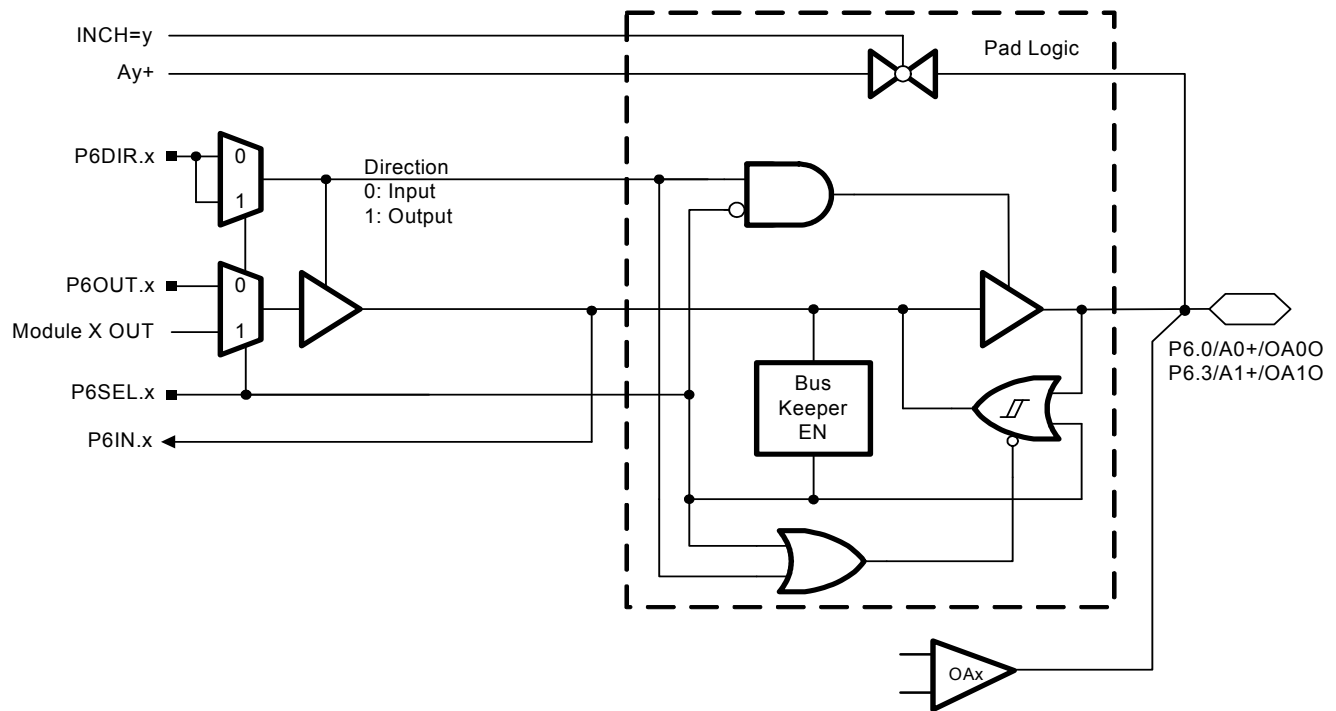 INCH=y
Pad Logic
Ay+
P6DIR.x
0
1
Direction
0: Input
1: Output
P6OUT.x
0
Module X OUT
1
P6.0/A0+/OA0O
P6.3/A1+/OA1O
P6SEL.x
Bus
Keeper
EN
P6IN.x
OAx